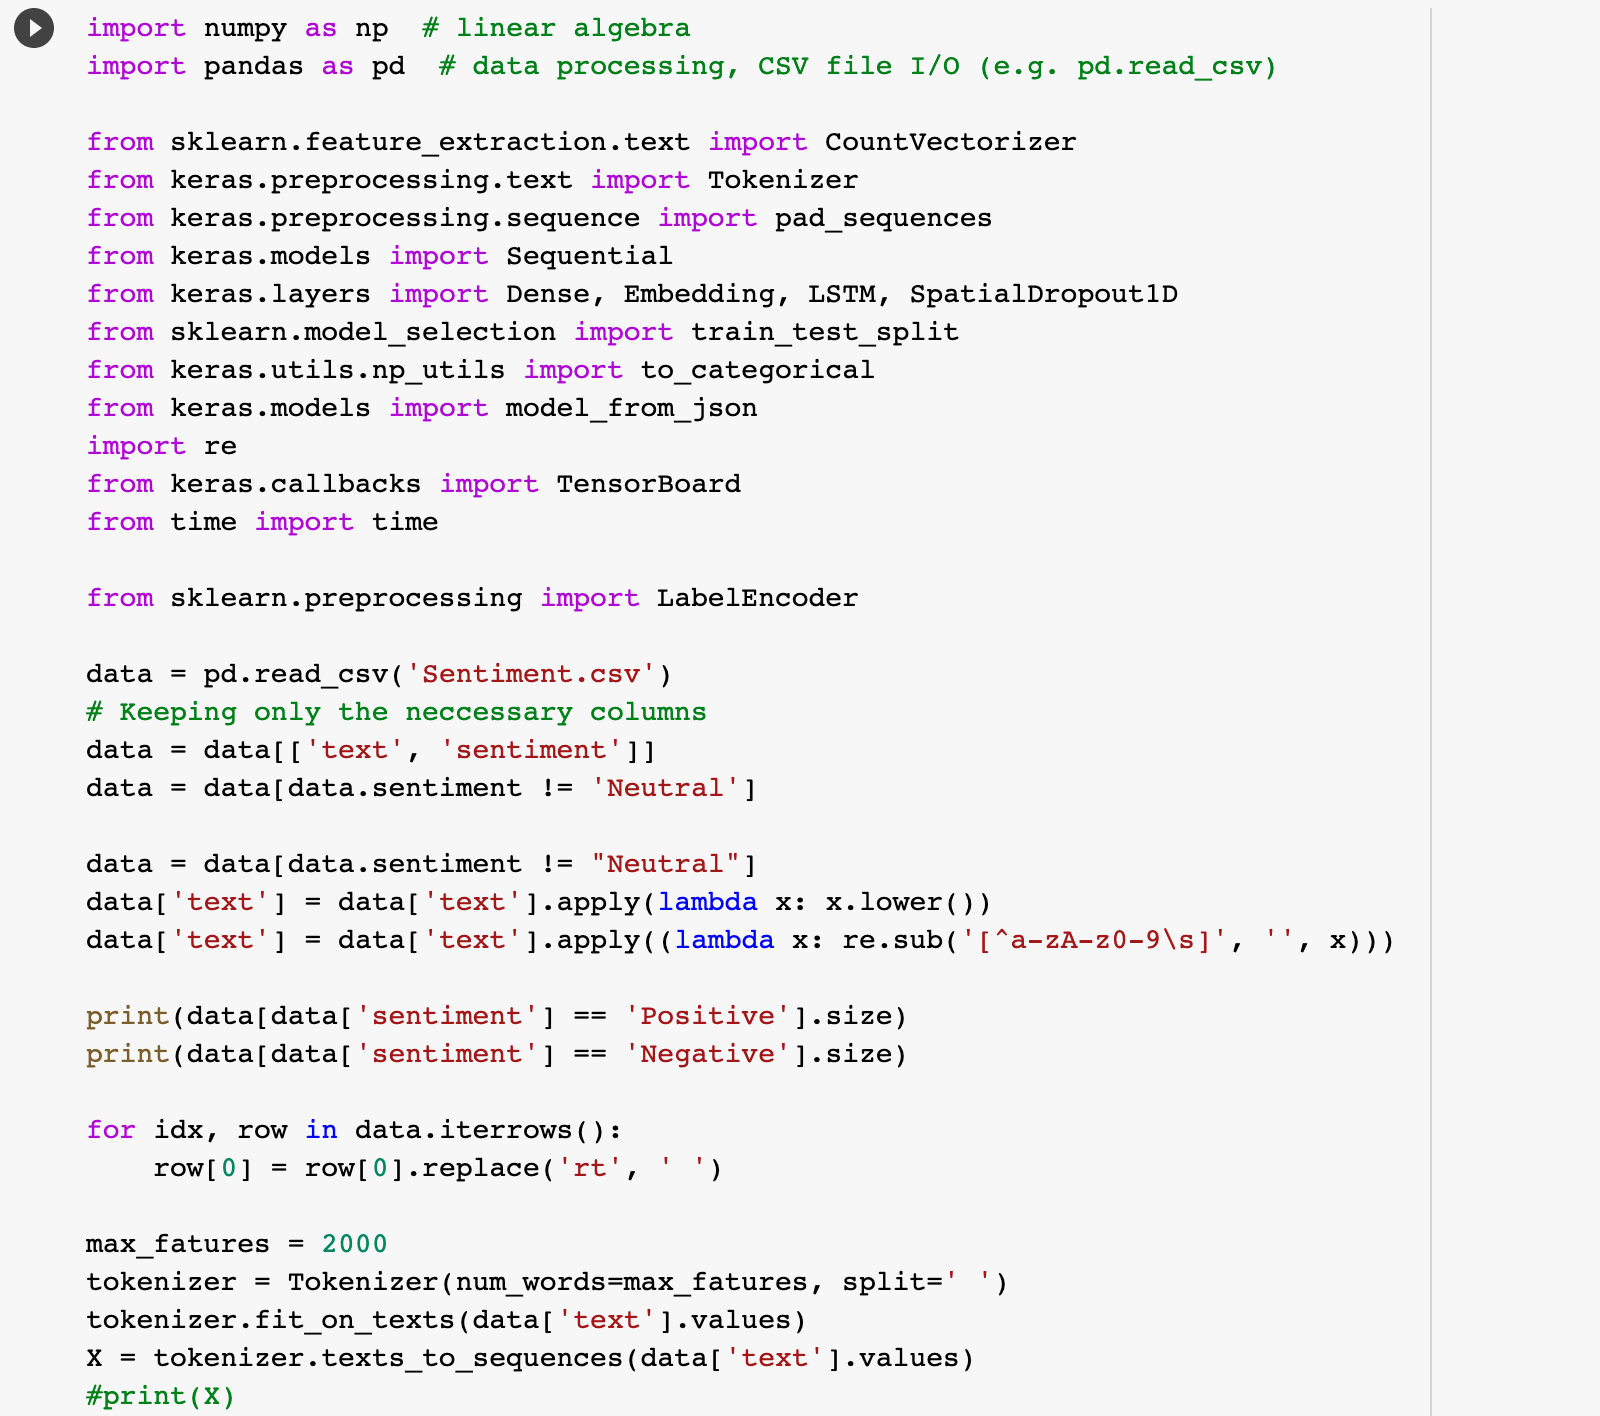 import numpy as np  # linear algebra
import pandas as pd  # data processing, CSV file I/O (e.g. pd.read_csv)

from sklearn.feature_extraction.text import CountVectorizer
from keras.preprocessing.text import Tokenizer
from keras.preprocessing.sequence import pad_sequences
from keras.models import Sequential
from keras.layers import Dense, Embedding, LSTM, SpatialDropout1D
from sklearn.model_selection import train_test_split
from keras.utils.np_utils import to_categorical
from keras.models import model_from_json
import re
from keras.callbacks import TensorBoard
from time import time

from sklearn.preprocessing import LabelEncoder

data = pd.read_csv('Sentiment.csv')
# Keeping only the neccessary columns
data = data[['text', 'sentiment']]
data = data[data.sentiment != 'Neutral']

data = data[data.sentiment != "Neutral"]
data['text'] = data['text'].apply(lambda x: x.lower())
data['text'] = data['text'].apply((lambda x: re.sub('[^a-zA-z0-9\s]', '', x)))

print(data[data['sentiment'] == 'Positive'].size)
print(data[data['sentiment'] == 'Negative'].size)

for idx, row in data.iterrows():
    row[0] = row[0].replace('rt', ' ')

max_fatures = 2000
tokenizer = Tokenizer(num_words=max_fatures, split=' ')
tokenizer.fit_on_texts(data['text'].values)
X = tokenizer.texts_to_sequences(data['text'].values)
#print(X)